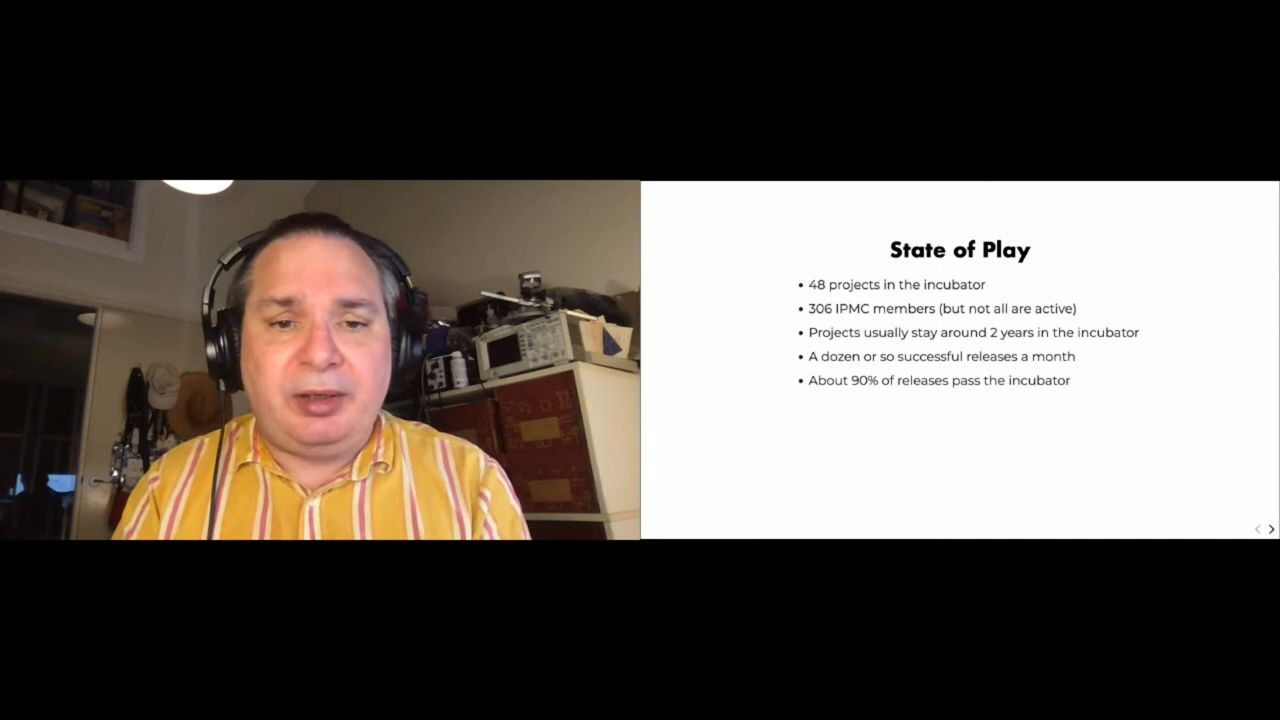 State of Play
• 48 projects in the incubator
• 306 IPMC members (but not all are active)
• Projects usually stay around 2 years in the incubator
• A dozen or so successful releases a month
• About 90% of releases pass the incubator